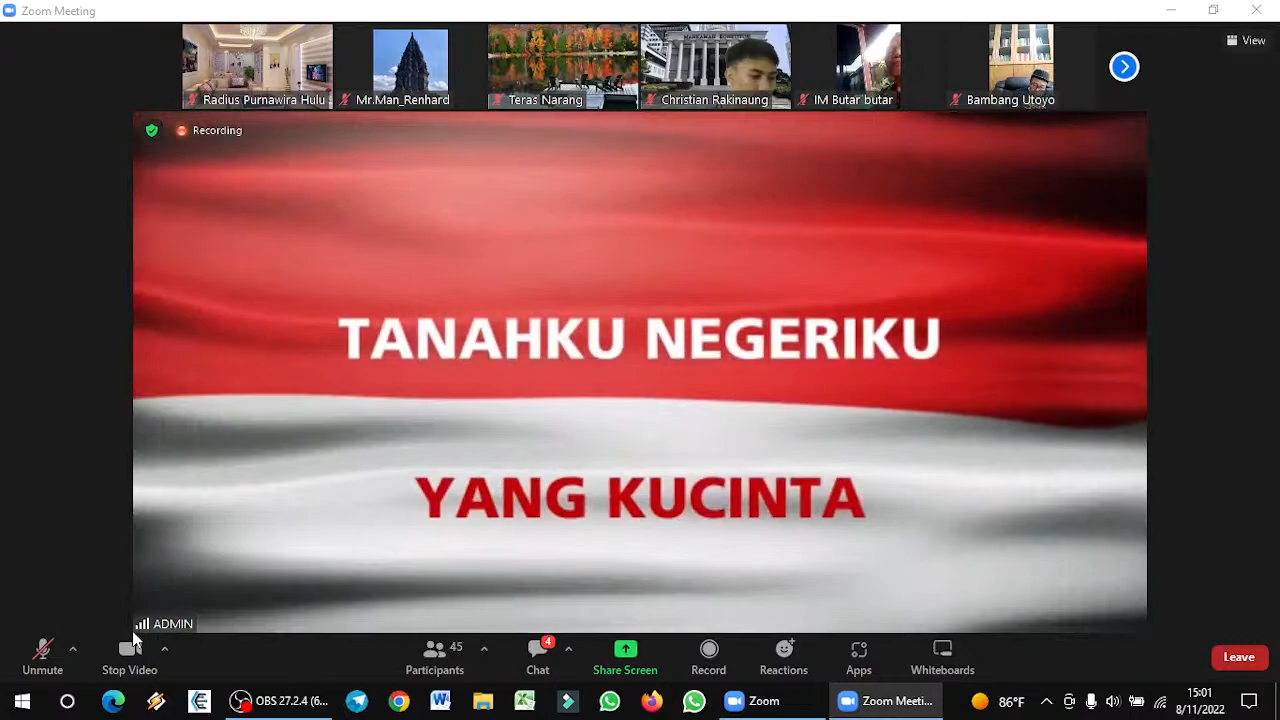 Zoom Meeting
View
Radius Purnawira Hulu
Mr.Man_Renhard
Teras Narang
MAHKAMAH KONSTITUSI
Christian Rakinaung
IM Butar butar
Bambang Utoyo
Recording
TANAHKU NEGERIKU
YANG KUCINTA
ADMIN
Unmute
Stop Video
45
Participants
4
Chat
Share Screen
Record
Reactions
Apps
Whiteboards
Leave
OBS 27.2.4 (6...
Zoom
Zoom Meeti...
86°F
15:01
8/11/2022